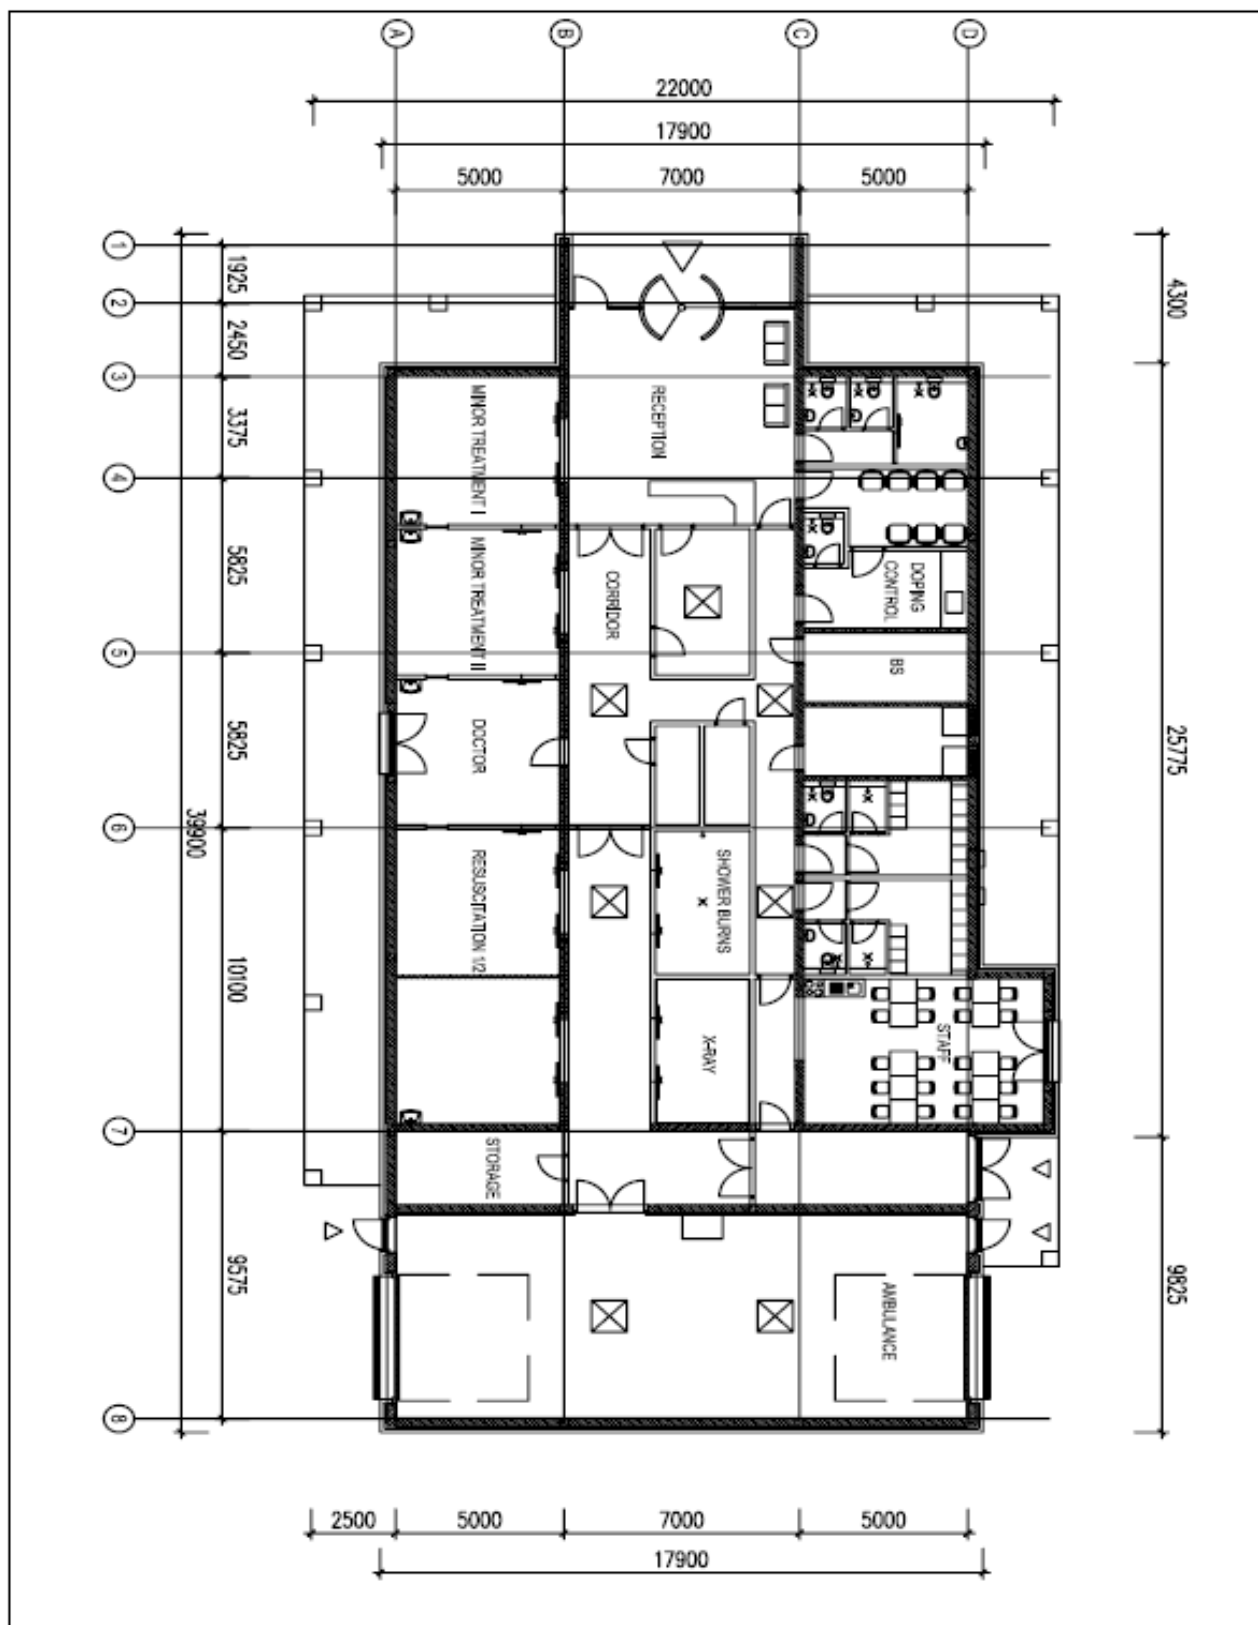 A
B
C
D
22000
17900
5000
7000
5000
1
2
3
4
5
6
7
8
1925
2450
3375
5825
5825
10100
9575
39900
4300
25775
9825
RECEPTION
MINOR TREATMENT I
MINOR TREATMENT II
CORRIDOR
DOPING
CONTROL
BS
DOCTOR
RESUSCITATION 1/2
SHOWER BURNS
X-RAY
STAFF
STORAGE
AMBULANCE
2500
5000
7000
5000
17900